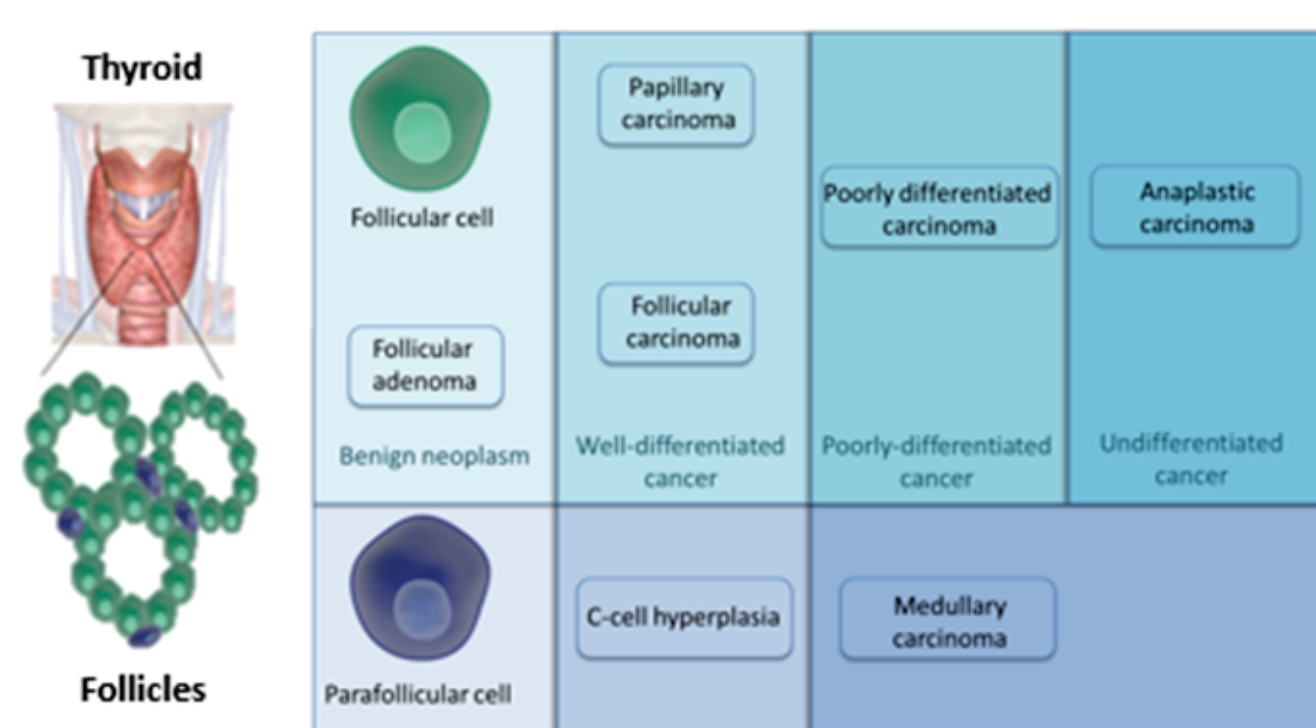 Thyroid
Follicles
Follicular cell
Follicular
adenoma
Benign neoplasm
Papillary
carcinoma
Follicular
carcinoma
Well-differentiated
cancer
Poorly differentiated
carcinoma
Poorly-differentiated
cancer
Anaplastic
carcinoma
Undifferentiated
cancer
Parafollicular cell
C-cell hyperplasia
Medullary
carcinoma